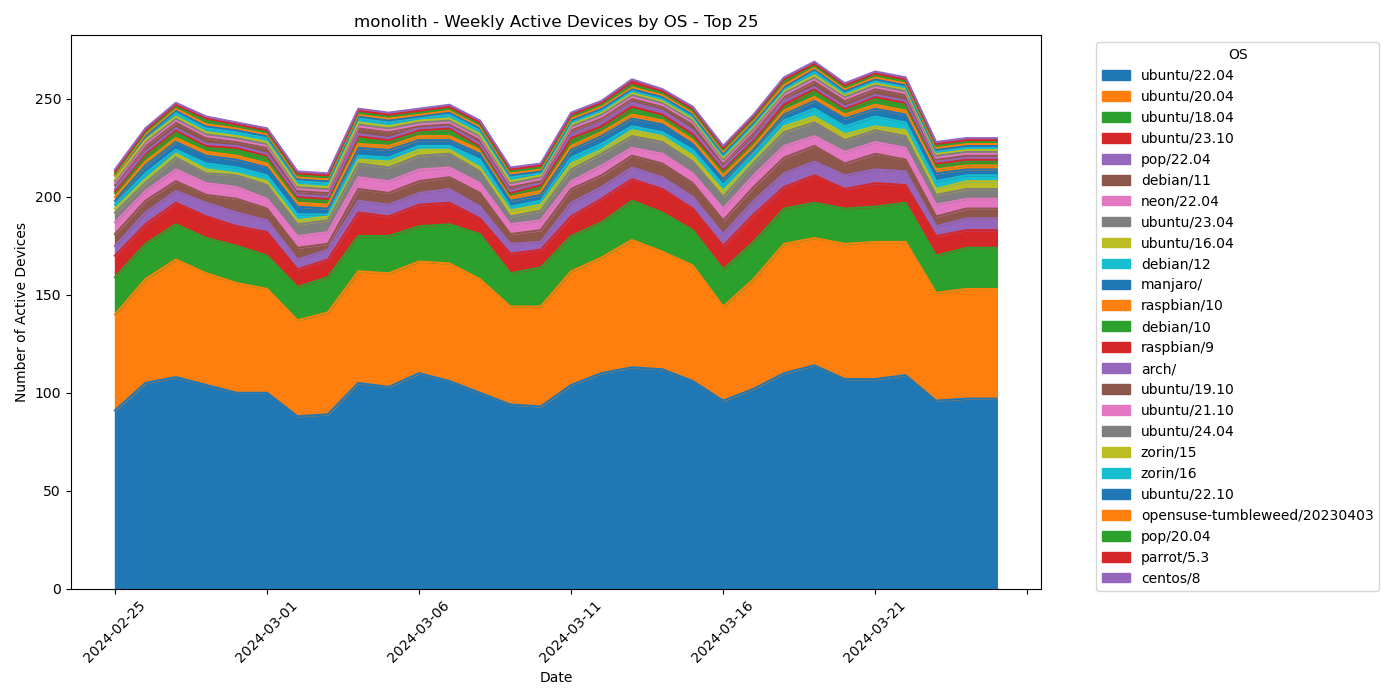 monolith - Weekly Active Devices by OS - Top 25
Number of Active Devices
250
200
150
100
50
0
2024-02-25
2024-03-01
2024-03-06
2024-03-11
2024-03-16
2024-03-21
Date
OS
ubuntu/22.04
ubuntu/20.04
ubuntu/18.04
ubuntu/23.10
pop/22.04
debian/11
neon/22.04
ubuntu/23.04
ubuntu/16.04
debian/12
manjaro/
raspbian/10
debian/10
raspbian/9
arch/
ubuntu/19.10
ubuntu/21.10
ubuntu/24.04
zorin/15
zorin/16
ubuntu/22.10
opensuse-tumbleweed/20230403
pop/20.04
parrot/5.3
centos/8